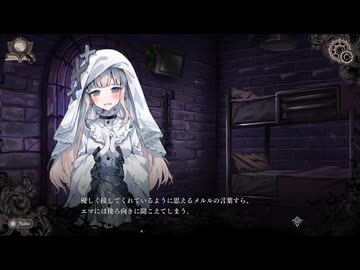 優しく接してくれているように思えるメルルの言葉すら、
エマには後ろ向きに聞こえてしまう。
Auto